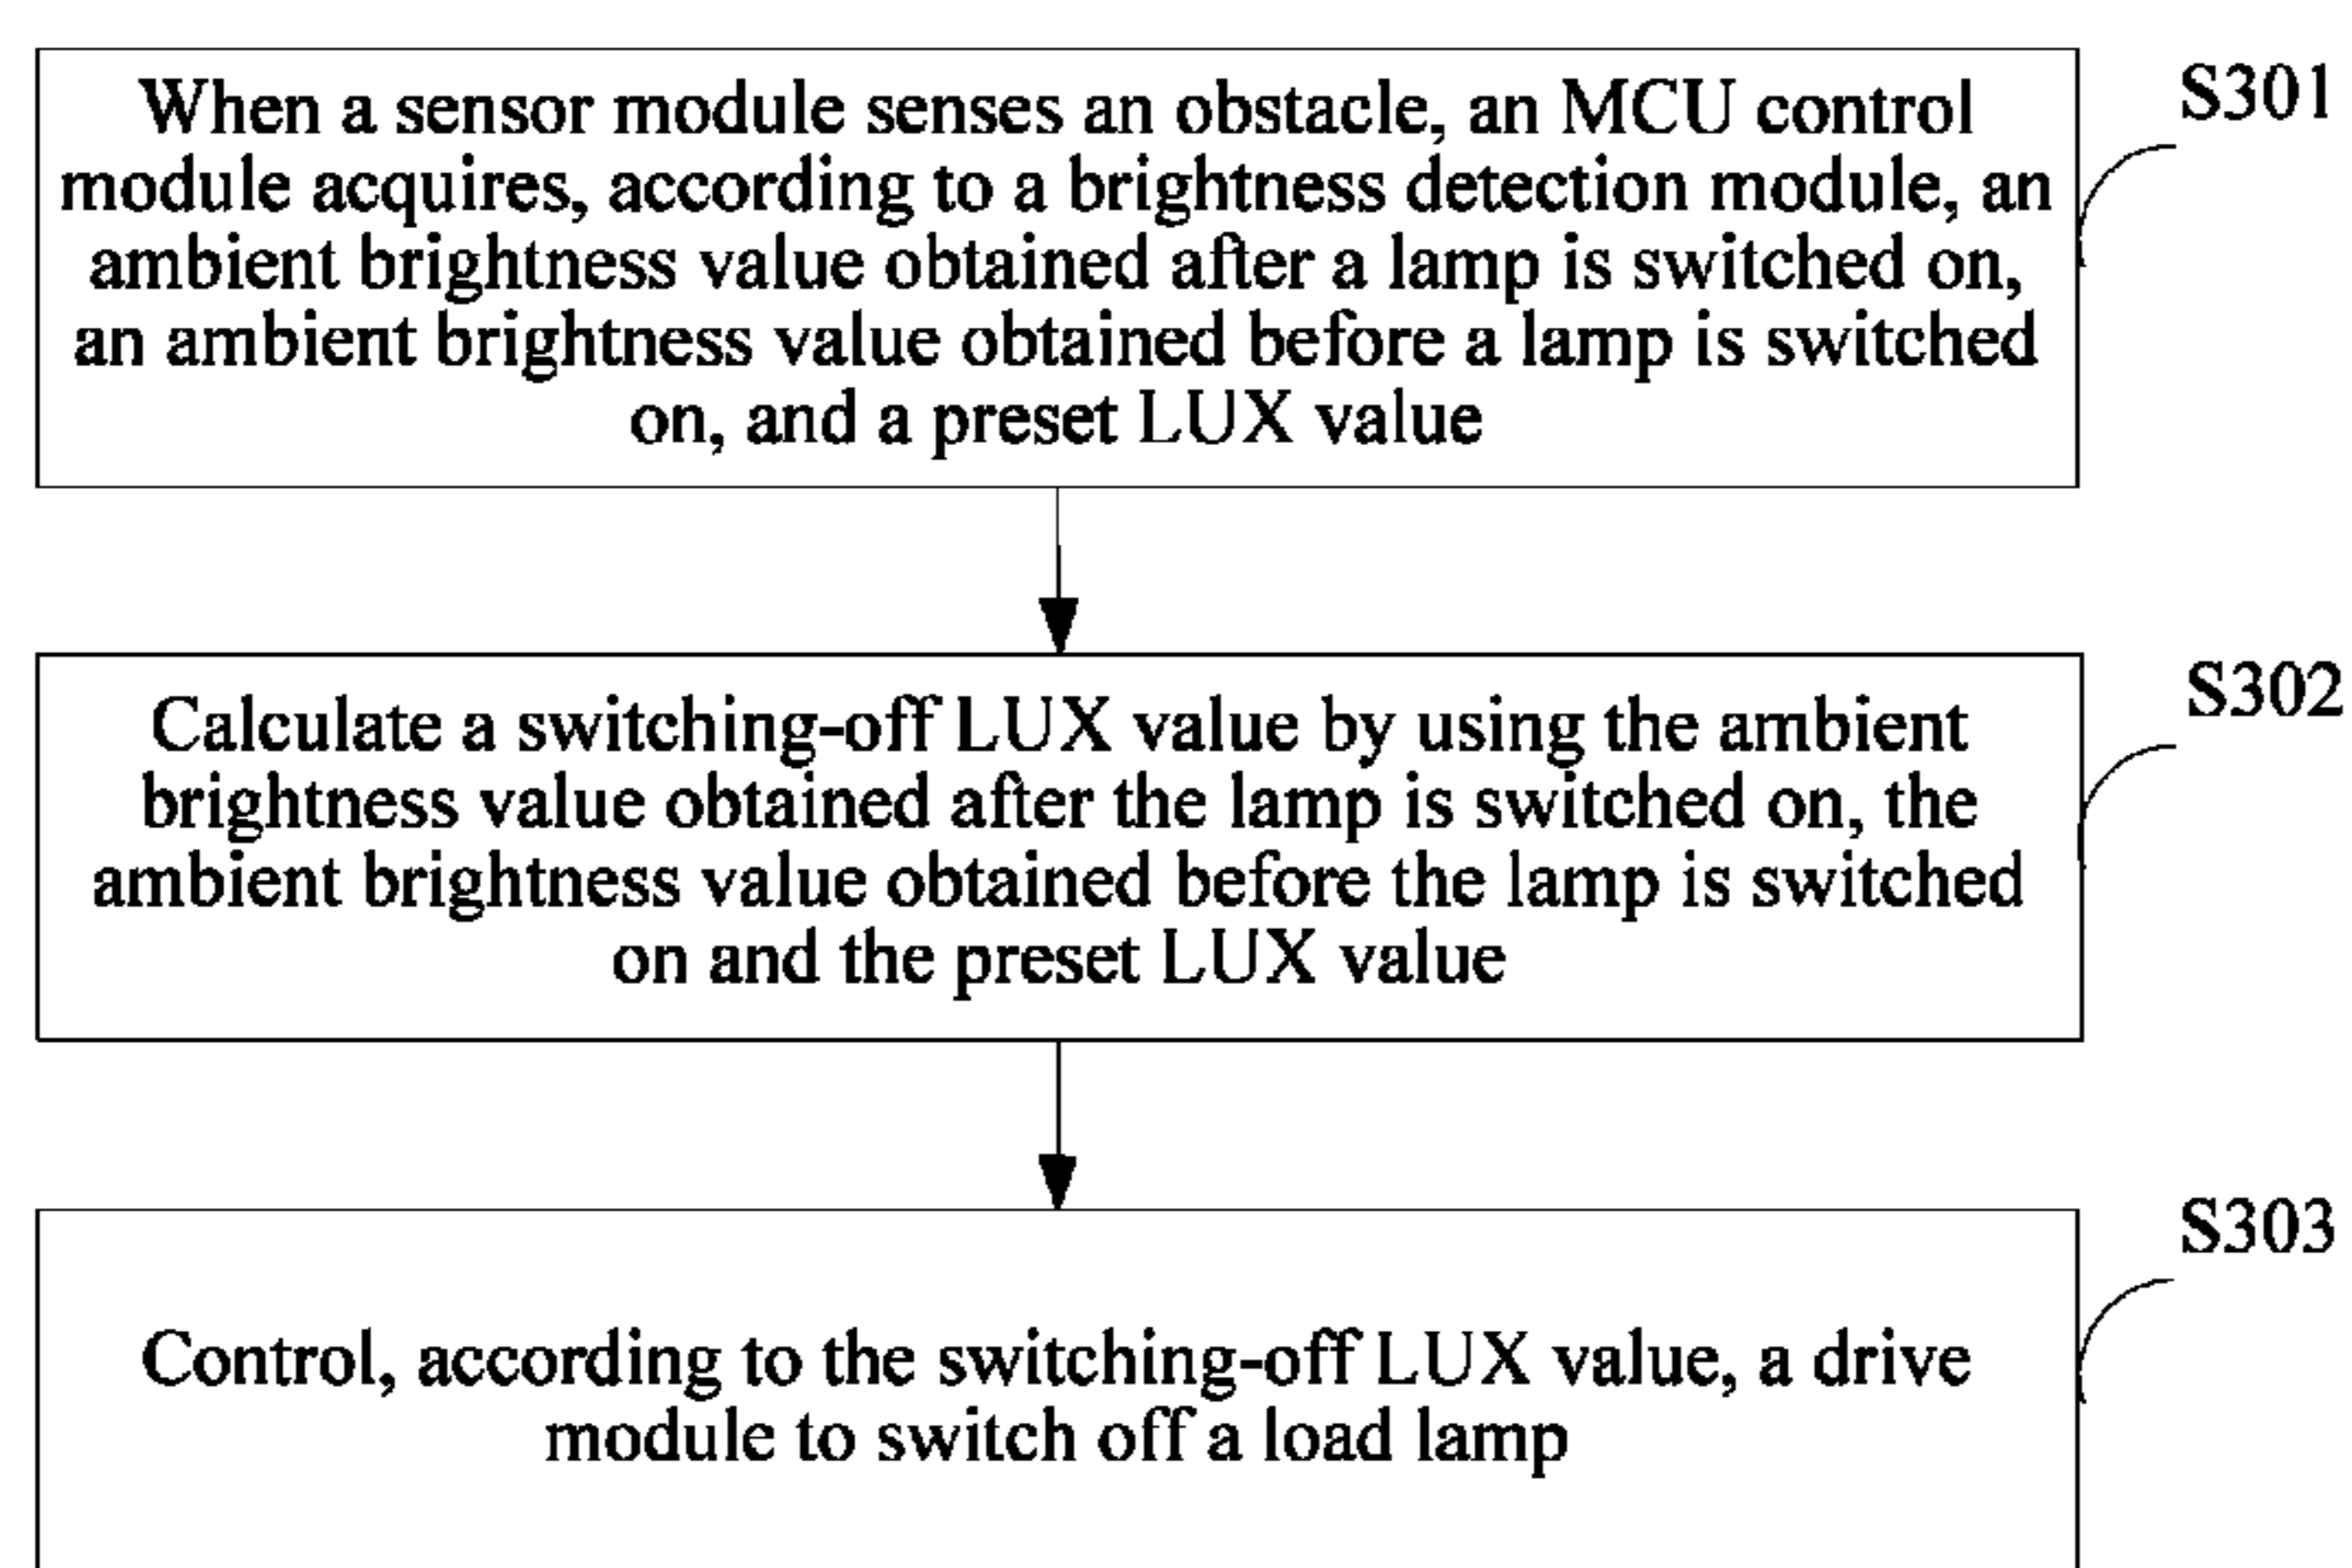 When a sensor module senses an obstacle, an MCU control
module acquires, according to a brightness detection module, an
ambient brightness value obtained after a lamp is switched on,
an ambient brightness value obtained before a lamp is switched
on, and a preset LUX value
S301
Calculate a switching-off LUX value by using the ambient
brightness value obtained after the lamp is switched on, the
ambient brightness value obtained before the lamp is switched
on and the preset LUX value
S302
Control, according to the switching-off LUX value, a drive
module to switch off a load lamp
S303